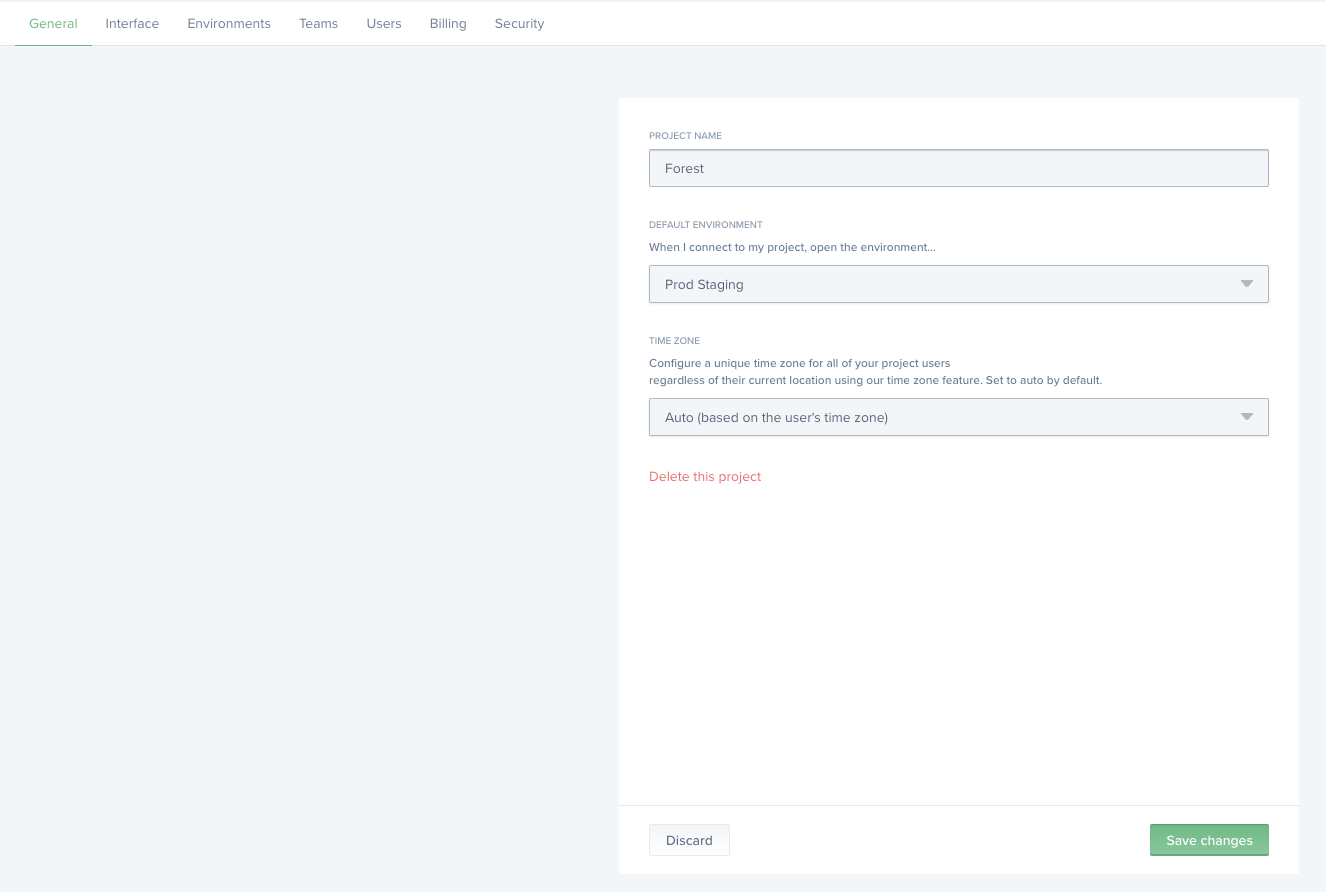 General Interface Environments Teams Users Billing Security
PROJECT NAME
Forest
DEFAULT ENVIRONMENT
When I connect to my project, open the environment...
Prod Staging
TIME ZONE
Configure a unique time zone for all of your project users
regardless of their current location using our time zone feature. Set to auto by default.
Auto (based on the user's time zone)
Delete this project
Discard Save changes